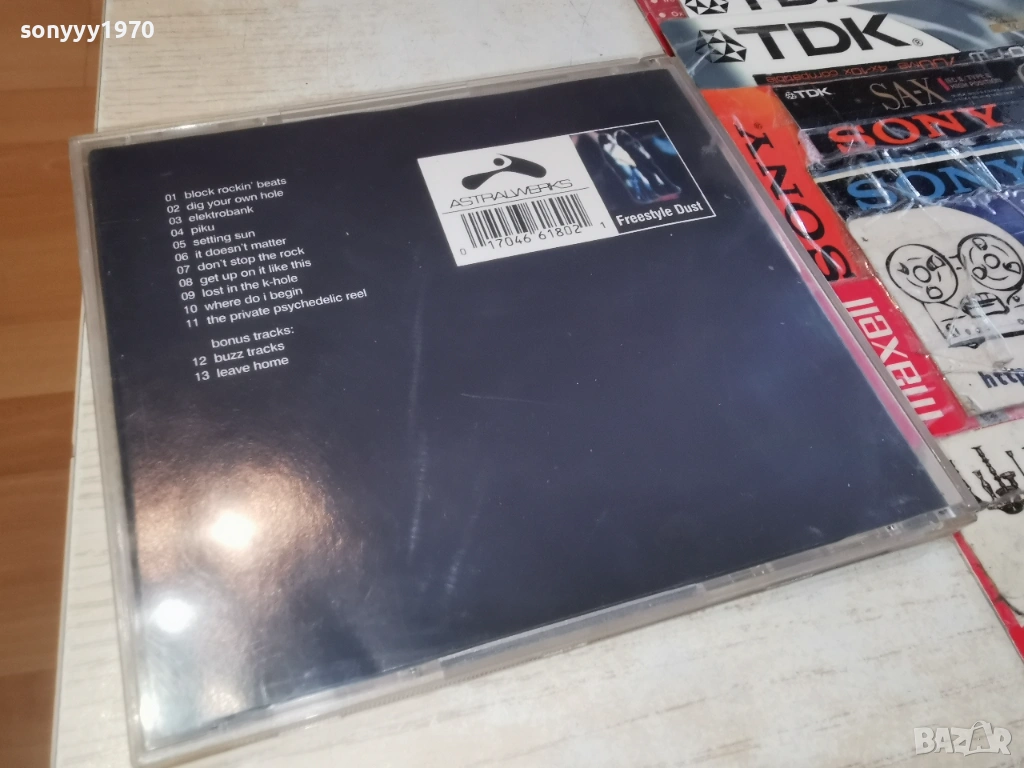 sonyyy1970
01 block rockin' beats
02 dig your own hole
03 elektrobank
04 piku
05 setting sun
06 it doesn't matter
07 don't stop the rock
08 get up on it like this
09 lost in the k-hole
10 where do i begin
11 the private psychedelic reel
bonus tracks:
12 buzz tracks
13 leave home
ASTRALWERKS
0 17046 61802 1
Freestyle Dust
TDK
TDK®
TDK SA-X
SONY
SONY
SONY
maxell
http
BAZAR